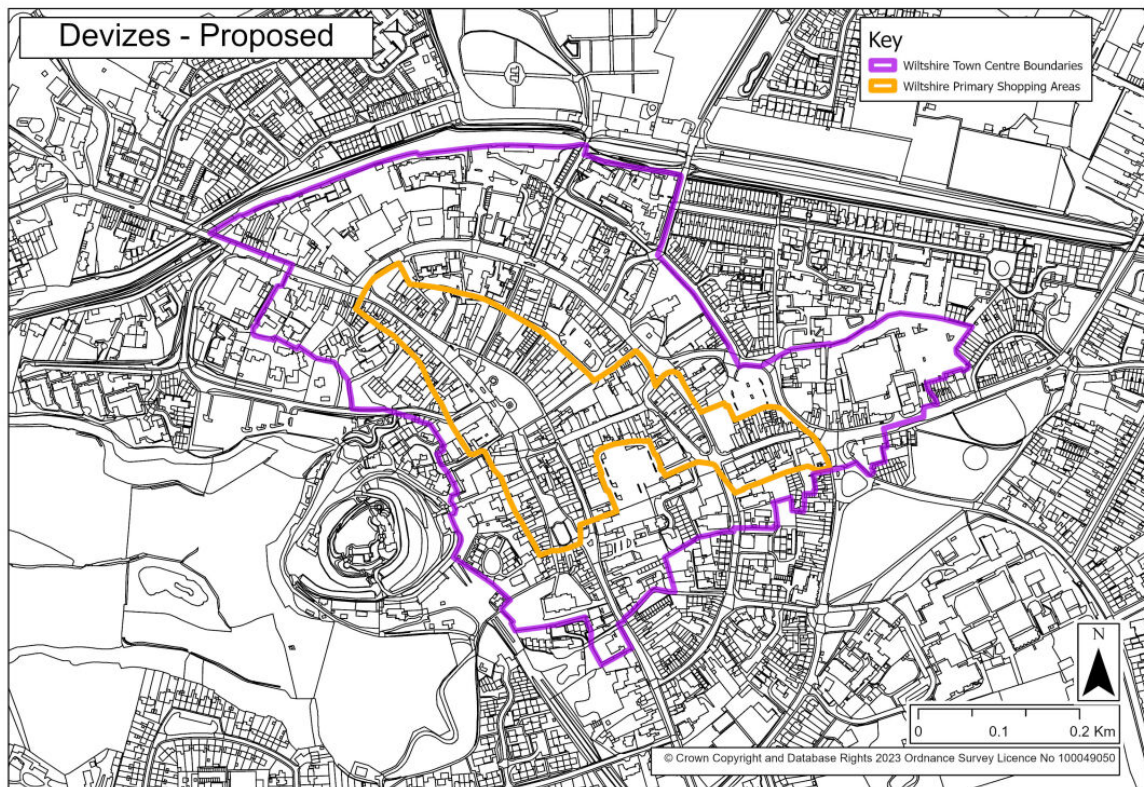 Devizes - Proposed
Key
Wiltshire Town Centre Boundaries
Wiltshire Primary Shopping Areas
N
0 0.1 0.2 Km
© Crown Copyright and Database Rights 2023 Ordnance Survey Licence No 100049050